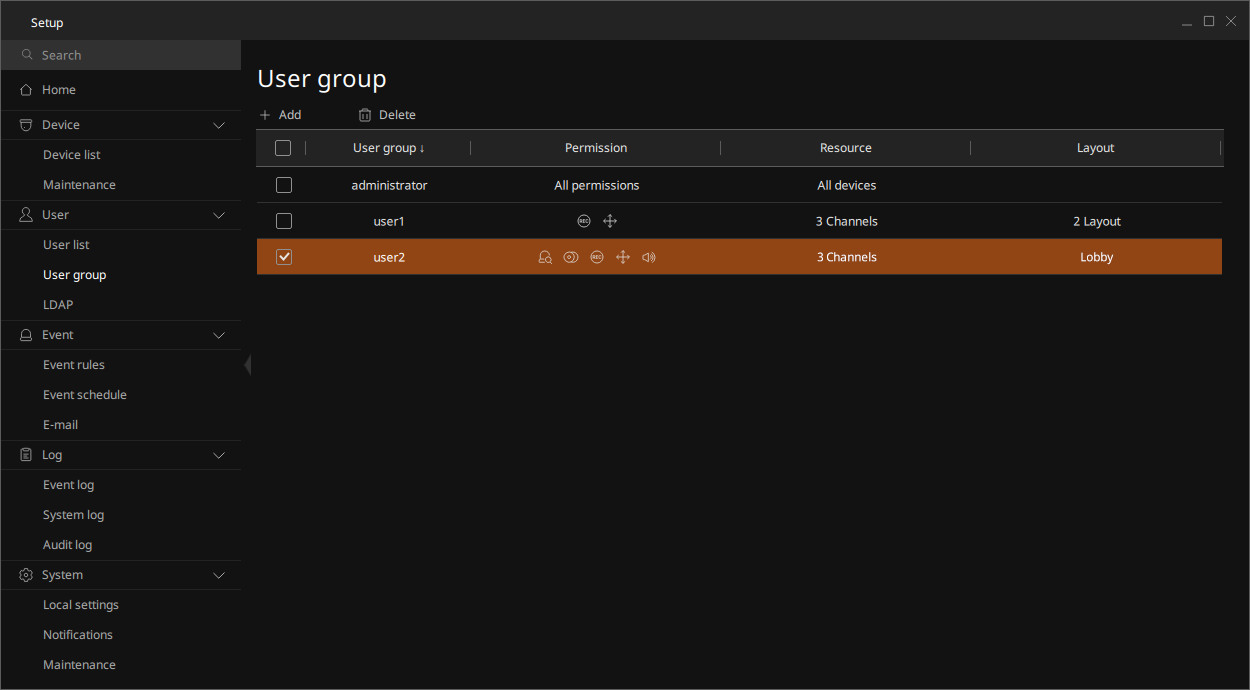 Setup
Search
Home
Device
Device list
Maintenance
User
User list
User group
LDAP
Event
Event rules
Event schedule
E-mail
Log
Event log
System log
Audit log
System
Local settings
Notifications
Maintenance
User group
Add Delete
User group ↓ Permission Resource Layout
administrator All permissions All devices
user1 REC 3 Channels 2 Layout
user2 REC 3 Channels Lobby